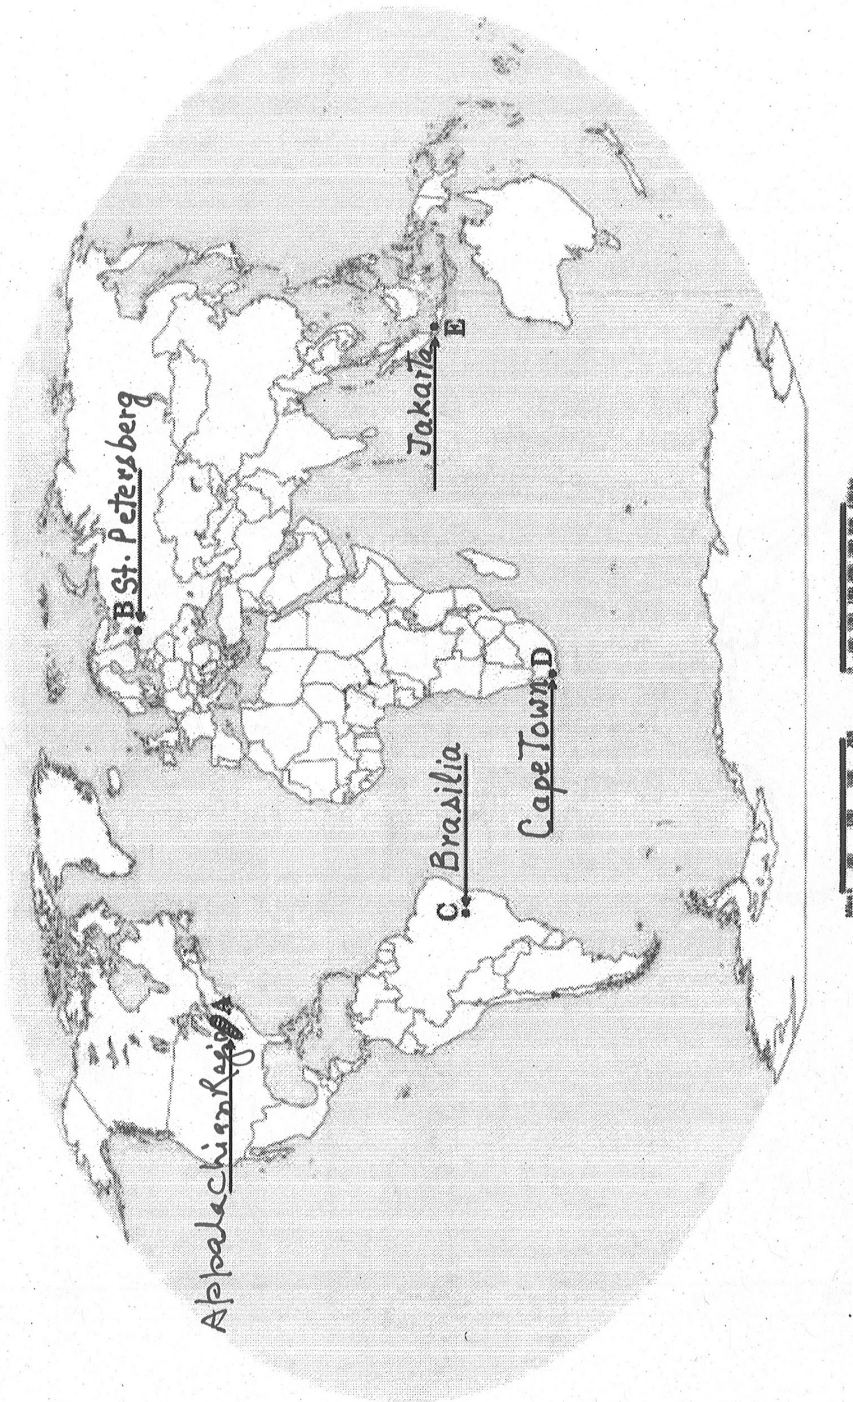 Appalachian Region
A
B
St. Petersberg
C
Brasilia
Cape Town
D
Jakarta
E